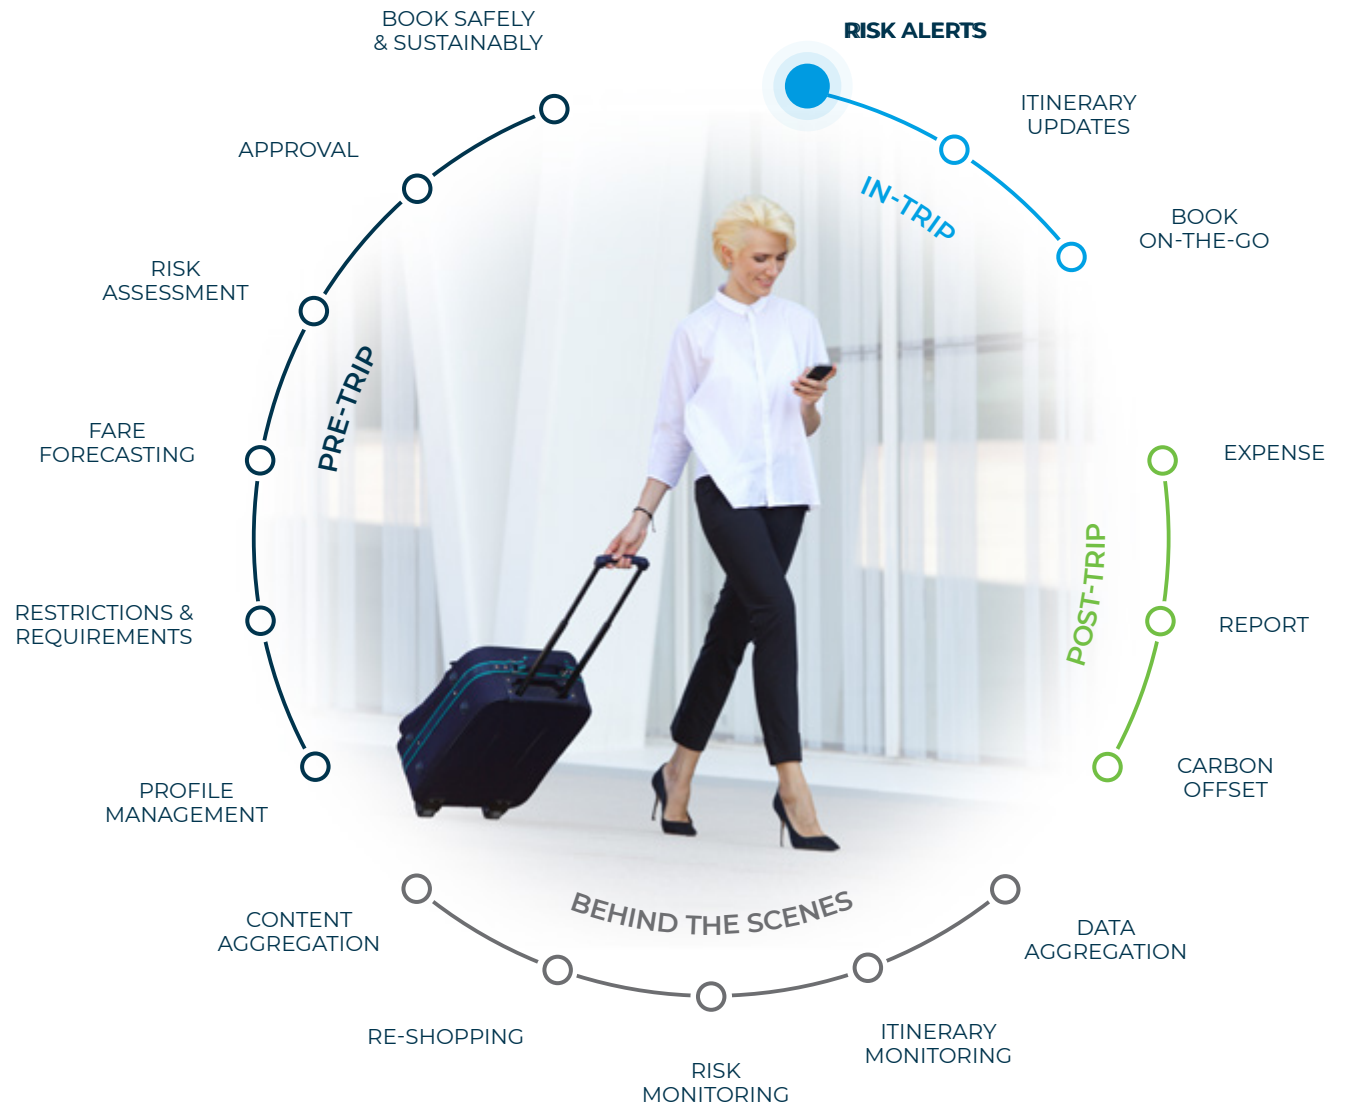 BOOK SAFELY
& SUSTAINABLY
APPROVAL
RISK
ASSESSMENT
FARE
FORECASTING
RESTRICTIONS &
REQUIREMENTS
PROFILE
MANAGEMENT
PRE-TRIP
RISK ALERTS
ITINERARY
UPDATES
BOOK
ON-THE-GO
IN-TRIP
EXPENSE
REPORT
CARBON
OFFSET
POST-TRIP
BEHIND THE SCENES
CONTENT
AGGREGATION
RE-SHOPPING
RISK
MONITORING
ITINERARY
MONITORING
DATA
AGGREGATION